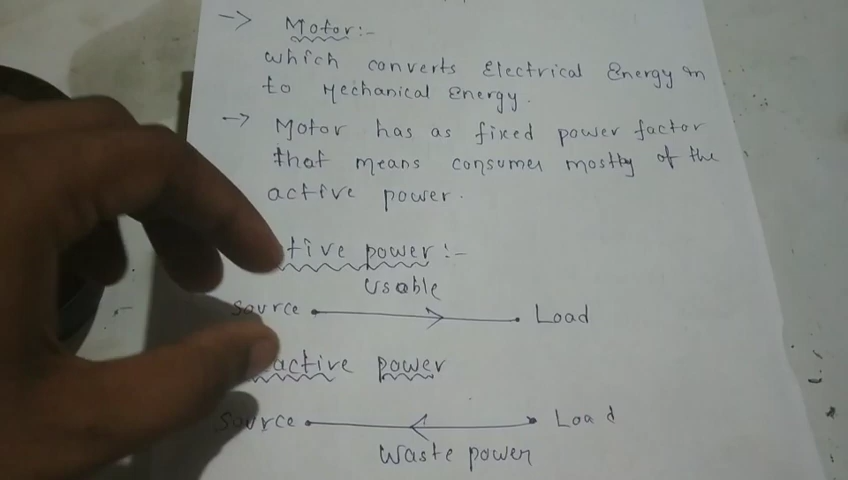 -> Motor:-
which converts Electrical Energy in
to Mechanical Energy.
-> Motor has as fixed power factor
that means consumer mostly of the
active power.
tive power:-
Usable
Source Load
active power
Source Load
Waste power